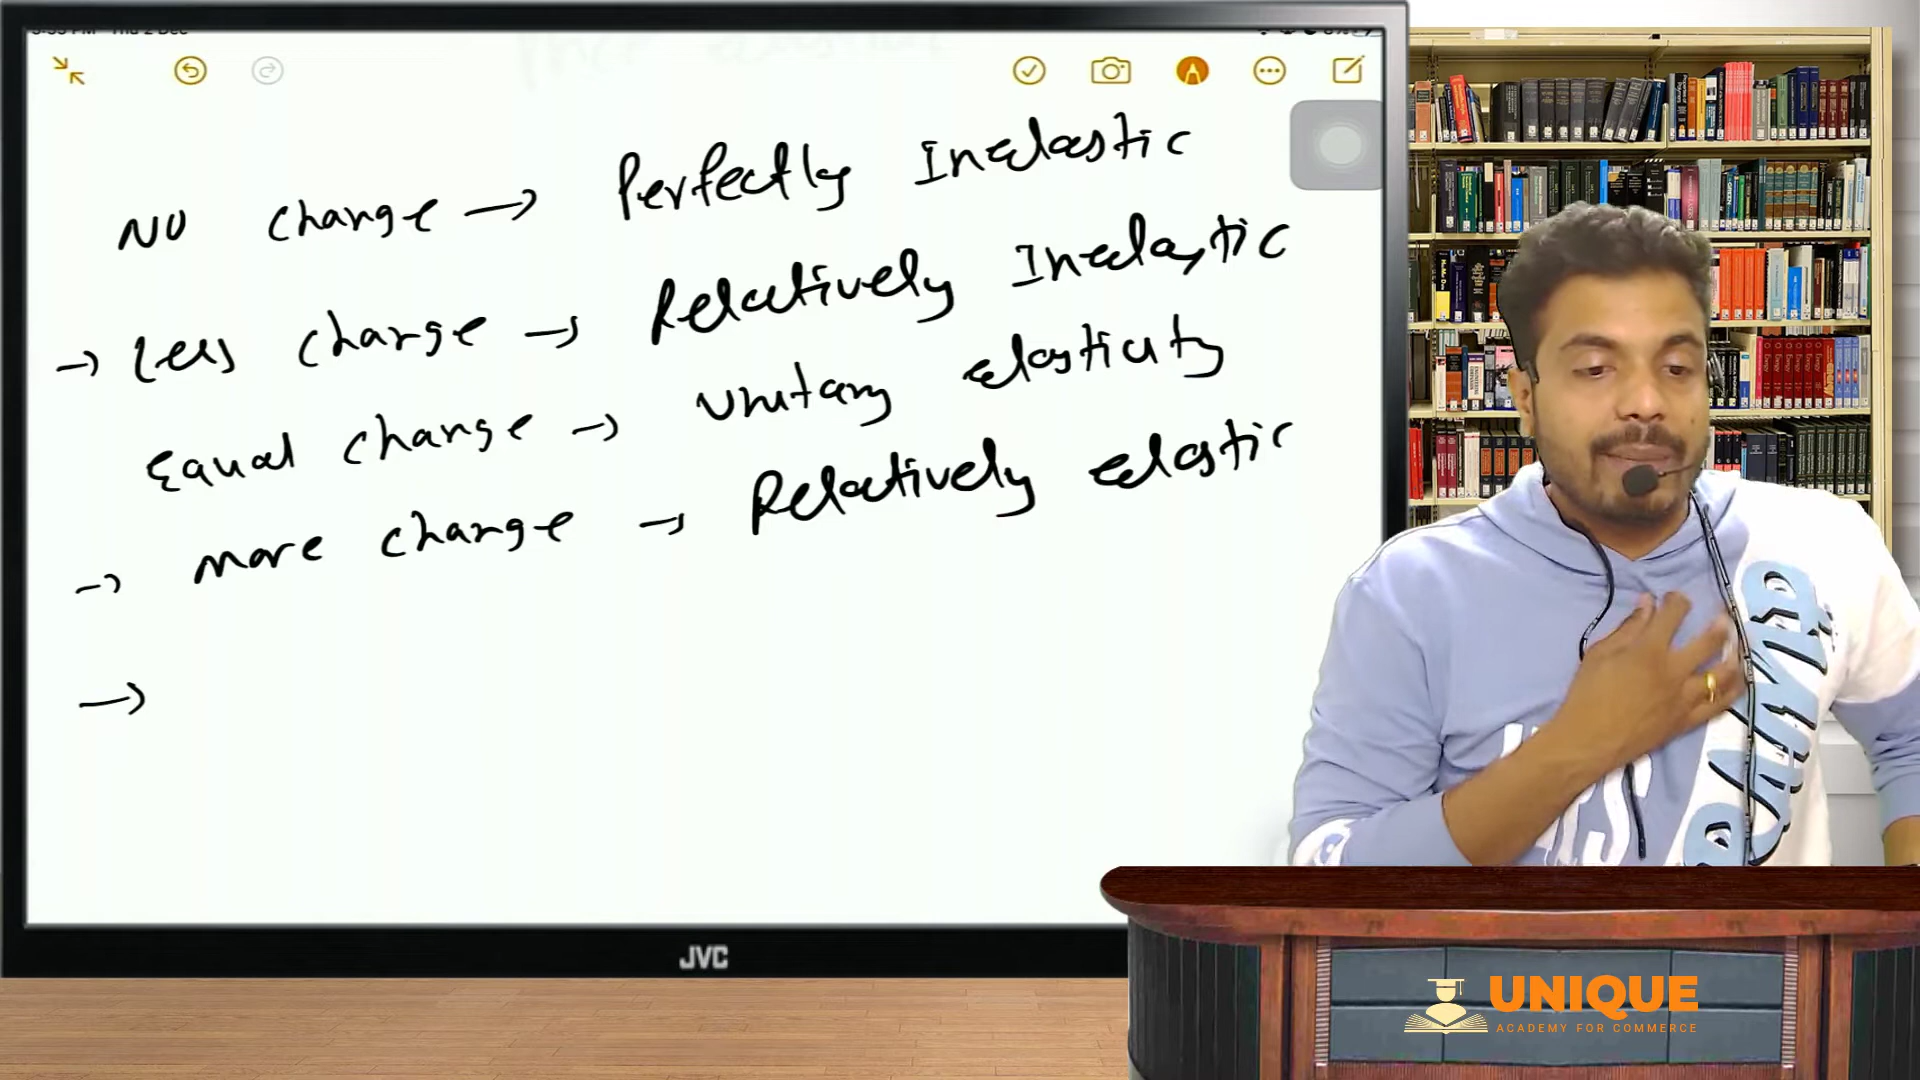 NO change → Perfectly Inelastic
→ Less change → Relatively Inelastic
Equal change → unitary elasticity
→ more change → Relatively elastic
→
JVC
UNIQUE
ACADEMY FOR COMMERCE